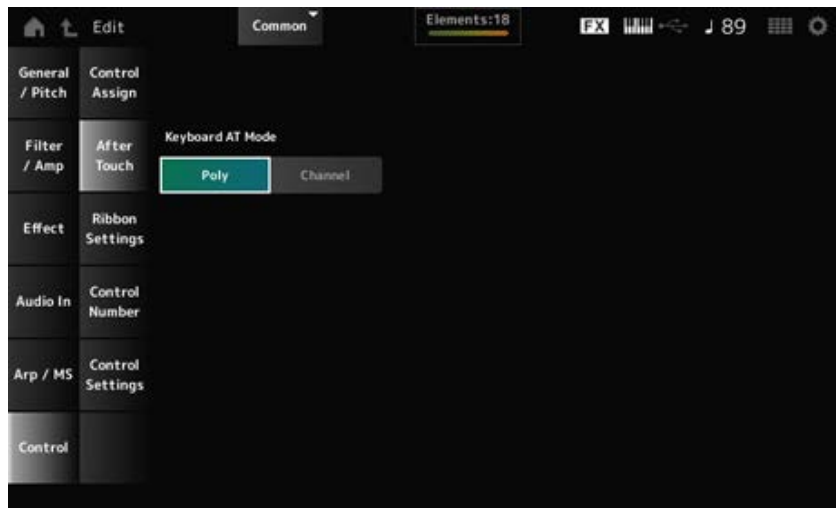 Edit
Common
Elements:18
FX
♩ 89
General
/ Pitch
Control
Assign
Filter
/ Amp
After
Touch
Keyboard AT Mode
Poly
Channel
Effect
Ribbon
Settings
Audio In
Control
Number
Arp / MS
Control
Settings
Control